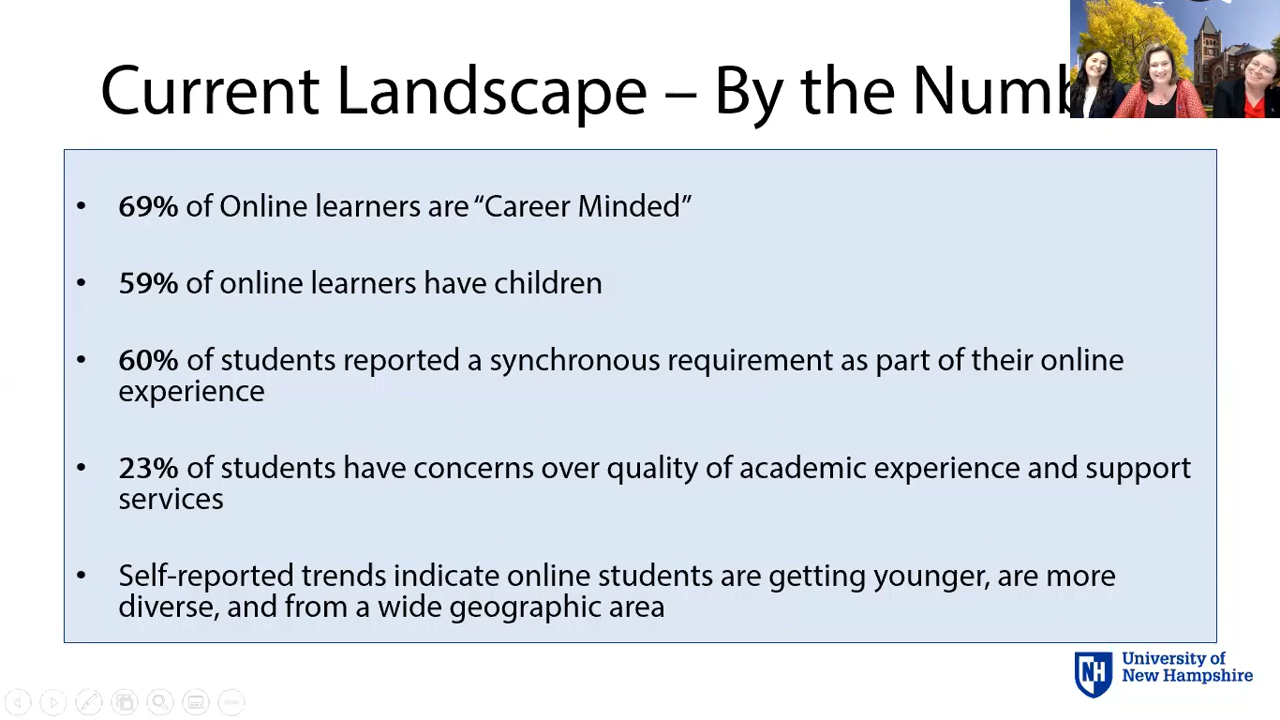 Current Landscape – By the Numb
• 69% of Online learners are “Career Minded”
• 59% of online learners have children
• 60% of students reported a synchronous requirement as part of their online
experience
• 23% of students have concerns over quality of academic experience and support
services
• Self-reported trends indicate online students are getting younger, are more
diverse, and from a wide geographic area
NH
University of
New Hampshire